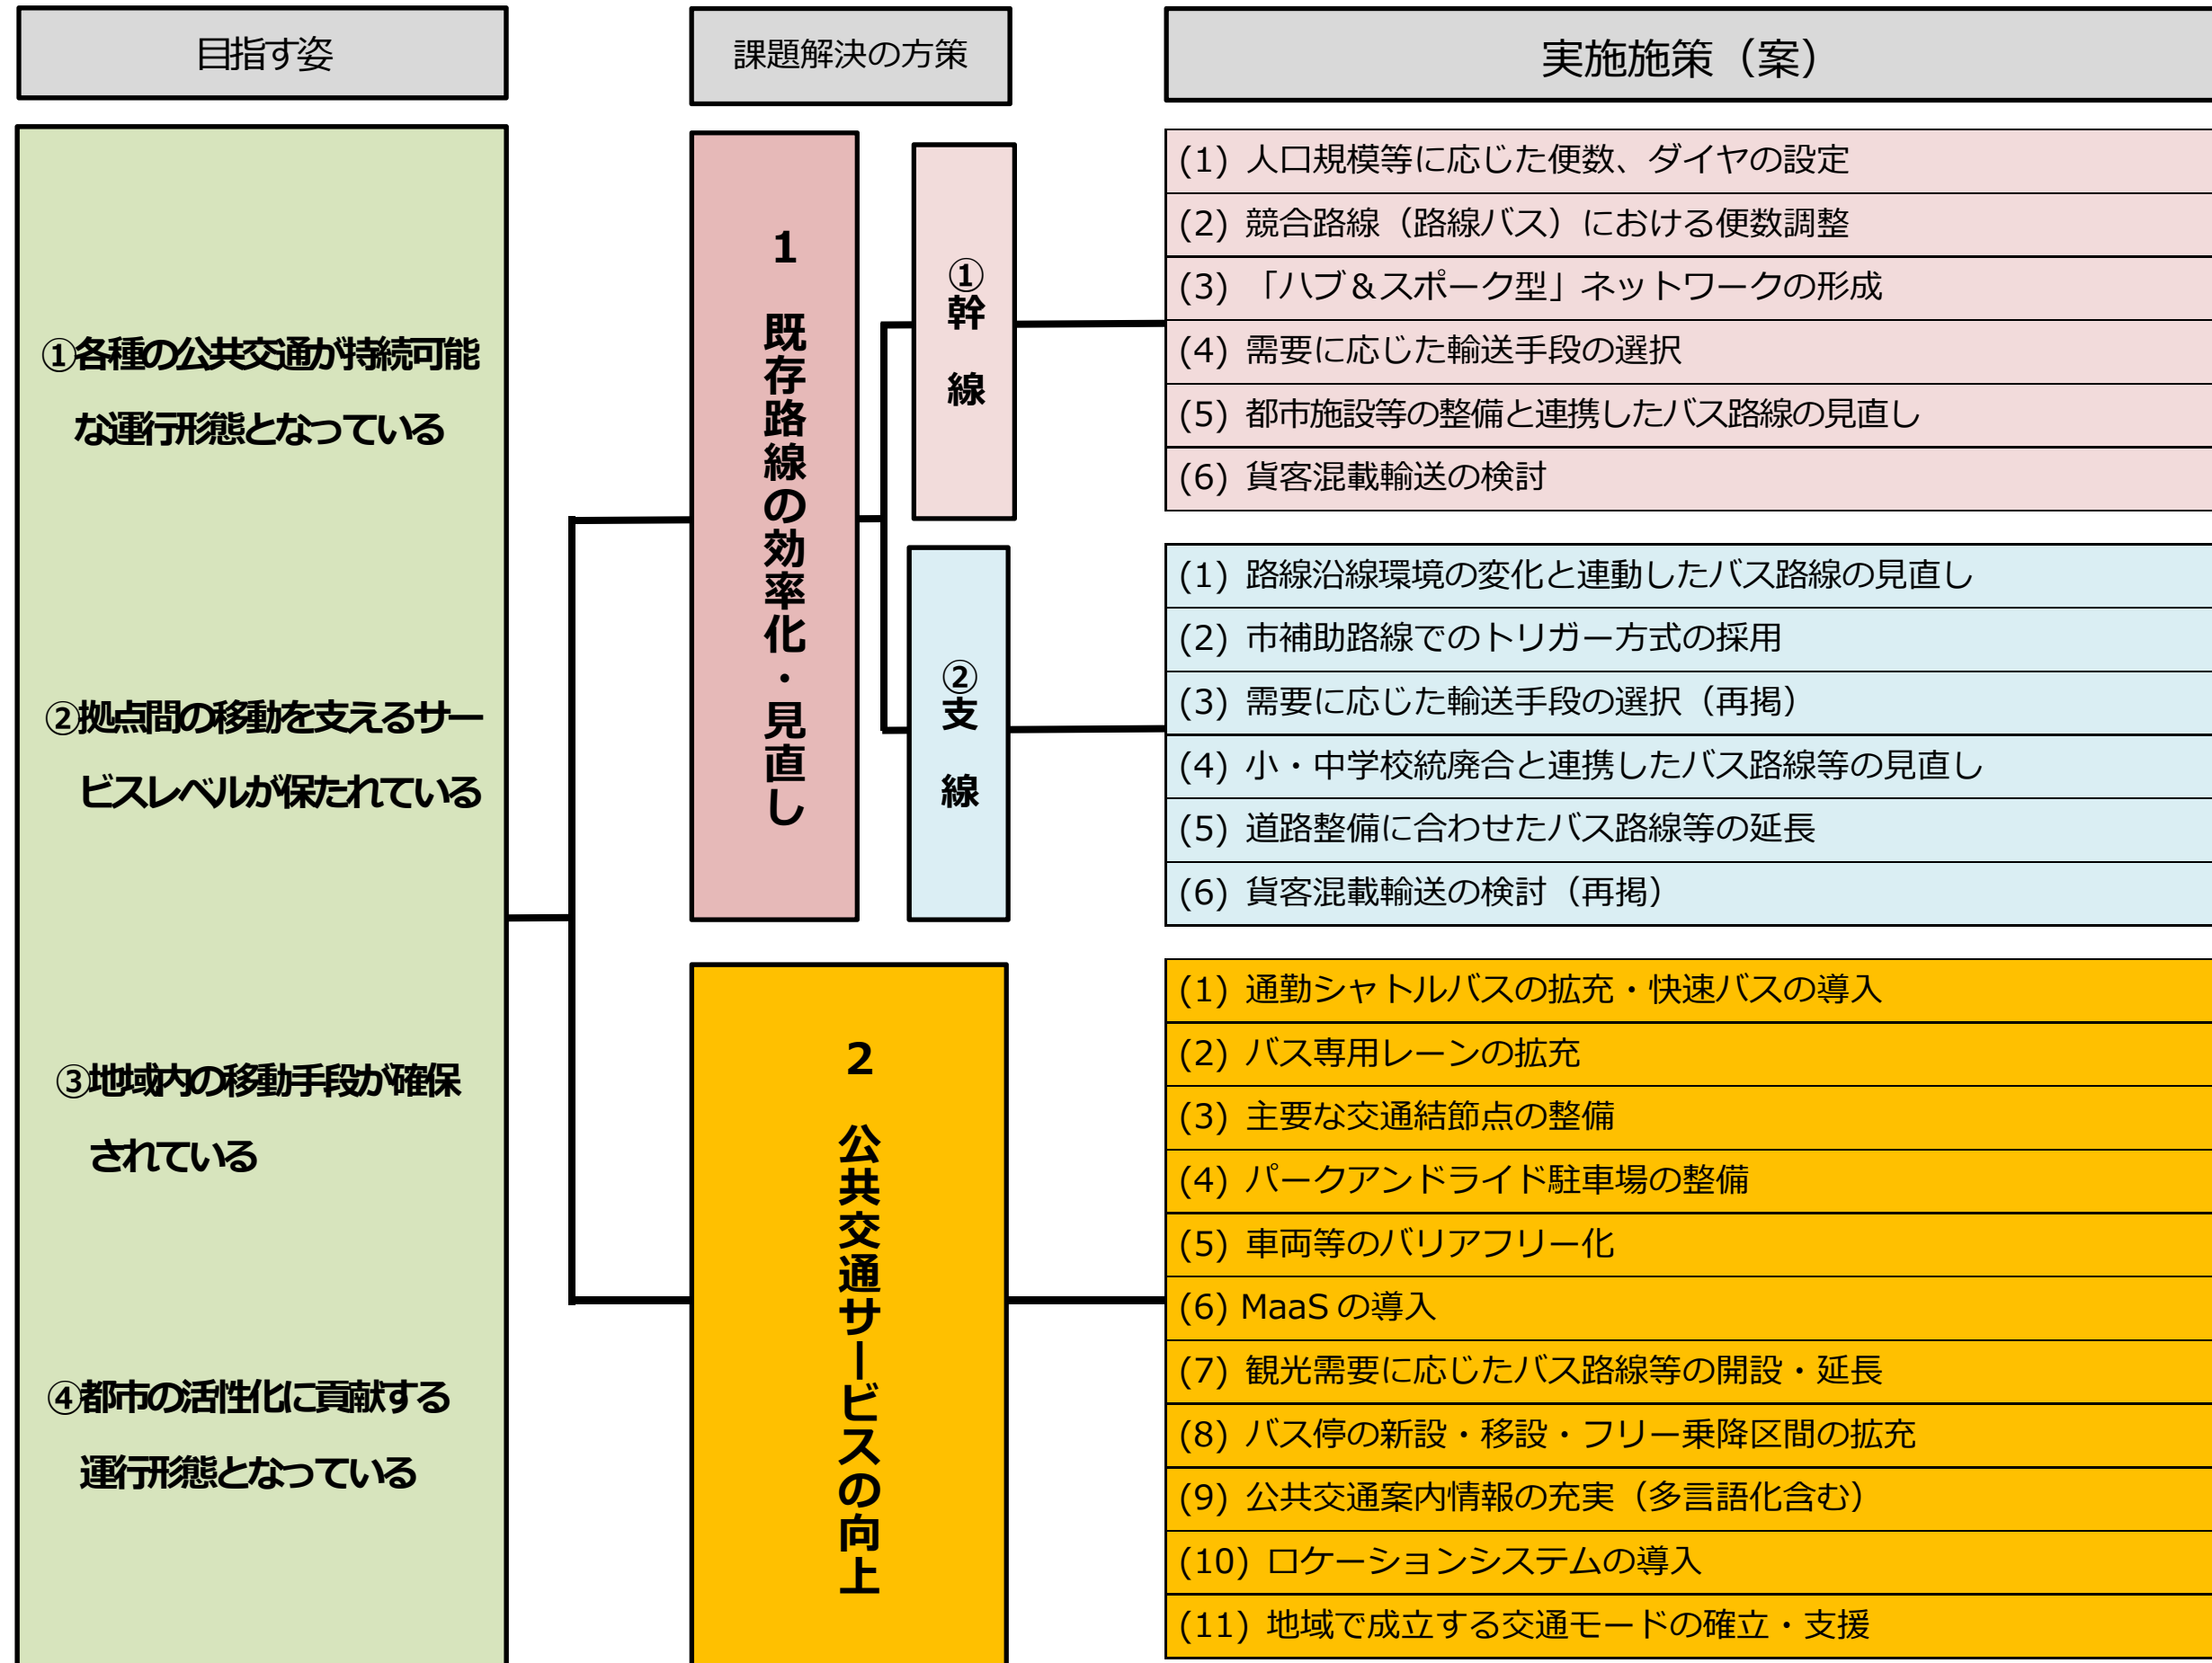 目指す姿
課題解決の方策
実施施策（案）
①各種の公共交通が持続可能
な運行形態となっている
②拠点間の移動を支えるサー
ビスレベルが保たれている
③地域内の移動手段が確保
されている
④都市の活性化に貢献する
運行形態となっている
1 既存路線の効率化・見直し
①幹 線
(1) 人口規模等に応じた便数、ダイヤの設定
(2) 競合路線（路線バス）における便数調整
(3) 「ハブ＆スポーク型」ネットワークの形成
(4) 需要に応じた輸送手段の選択
(5) 都市施設等の整備と連携したバス路線の見直し
(6) 貨客混載輸送の検討
②支 線
(1) 路線沿線環境の変化と連動したバス路線の見直し
(2) 市補助路線でのトリガー方式の採用
(3) 需要に応じた輸送手段の選択（再掲）
(4) 小・中学校統廃合と連携したバス路線等の見直し
(5) 道路整備に合わせたバス路線等の延長
(6) 貨客混載輸送の検討（再掲）
2 公共交通サービスの向上
(1) 通勤シャトルバスの拡充・快速バスの導入
(2) バス専用レーンの拡充
(3) 主要な交通結節点の整備
(4) パークアンドライド駐車場の整備
(5) 車両等のバリアフリー化
(6) MaaSの導入
(7) 観光需要に応じたバス路線等の開設・延長
(8) バス停の新設・移設・フリー乗降区間の拡充
(9) 公共交通案内情報の充実（多言語化含む）
(10) ロケーションシステムの導入
(11) 地域で成立する交通モードの確立・支援